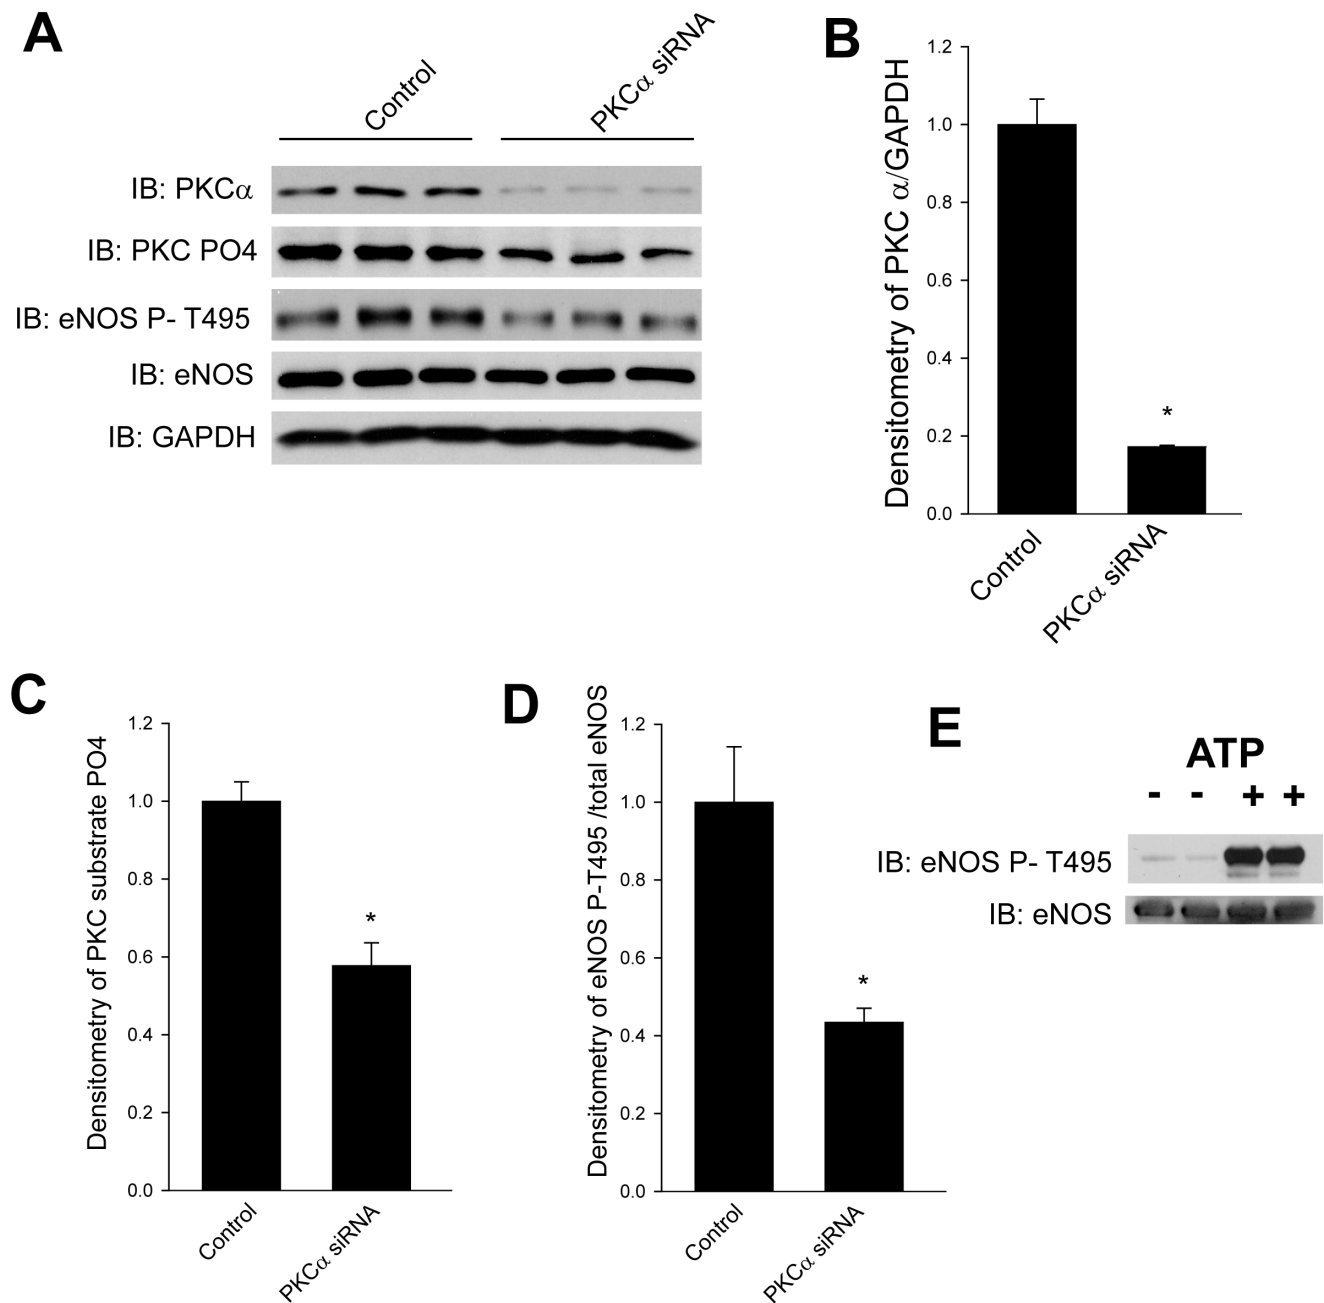 A
Control
PKCα siRNA
IB: PKCα
IB: PKC PO4
IB: eNOS P- T495
IB: eNOS
IB: GAPDH
B
Densitometry of PKC α/GAPDH
1.2
1.0
0.8
0.6
0.4
0.2
0.0
*
Control
PKCα siRNA
C
Densitometry of PKC substrate PO4
1.2
1.0
0.8
0.6
0.4
0.2
0.0
*
Control
PKCα siRNA
D
Densitometry of eNOS P-T495 /total eNOS
1.2
1.0
0.8
0.6
0.4
0.2
0.0
*
Control
PKCα siRNA
E
ATP
- - + +
IB: eNOS P- T495
IB: eNOS